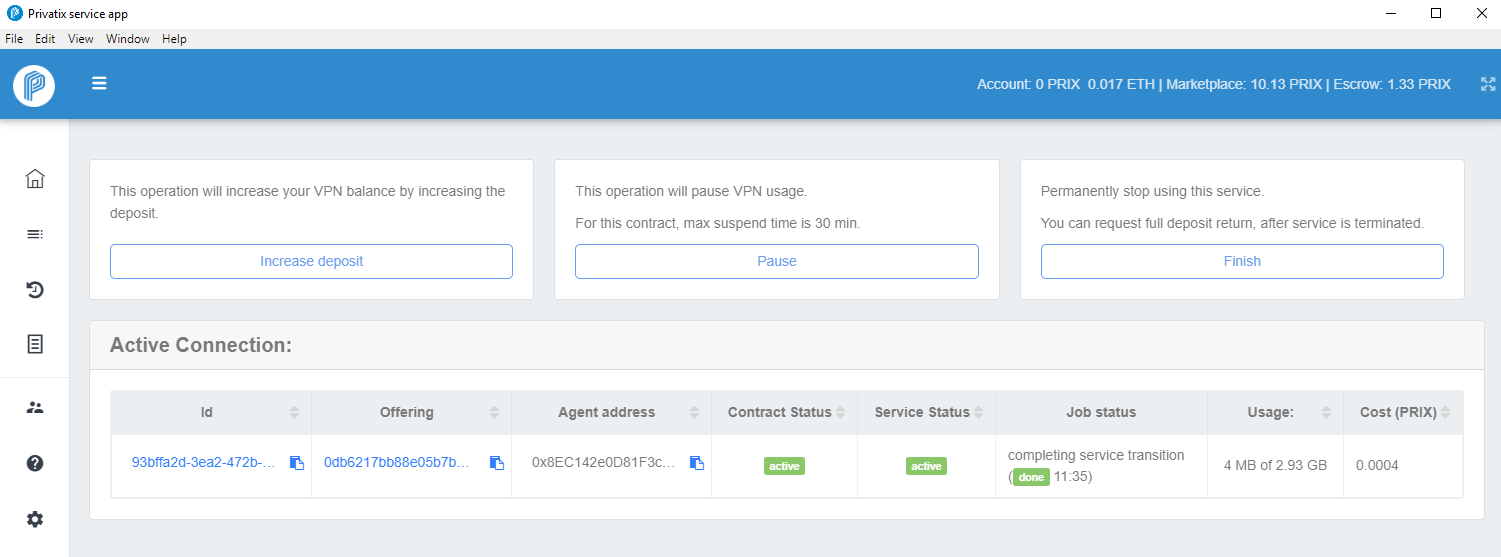 Privatix service app
File Edit View Window Help
Account: 0 PRIX 0.017 ETH | Marketplace: 10.13 PRIX | Escrow: 1.33 PRIX
This operation will increase your VPN balance by increasing the
deposit.
Increase deposit
This operation will pause VPN usage.
For this contract, max suspend time is 30 min.
Pause
Permanently stop using this service.
You can request full deposit return, after service is terminated.
Finish
Active Connection:
Id Offering Agent address Contract Status Service Status Job status Usage: Cost (PRIX)
93bffa2d-3ea2-472b-... 0db6217bb88e05b7b... 0x8EC142e0D81F3c... active active completing service transition 4 MB of 2.93 GB 0.0004
(done 11:35)